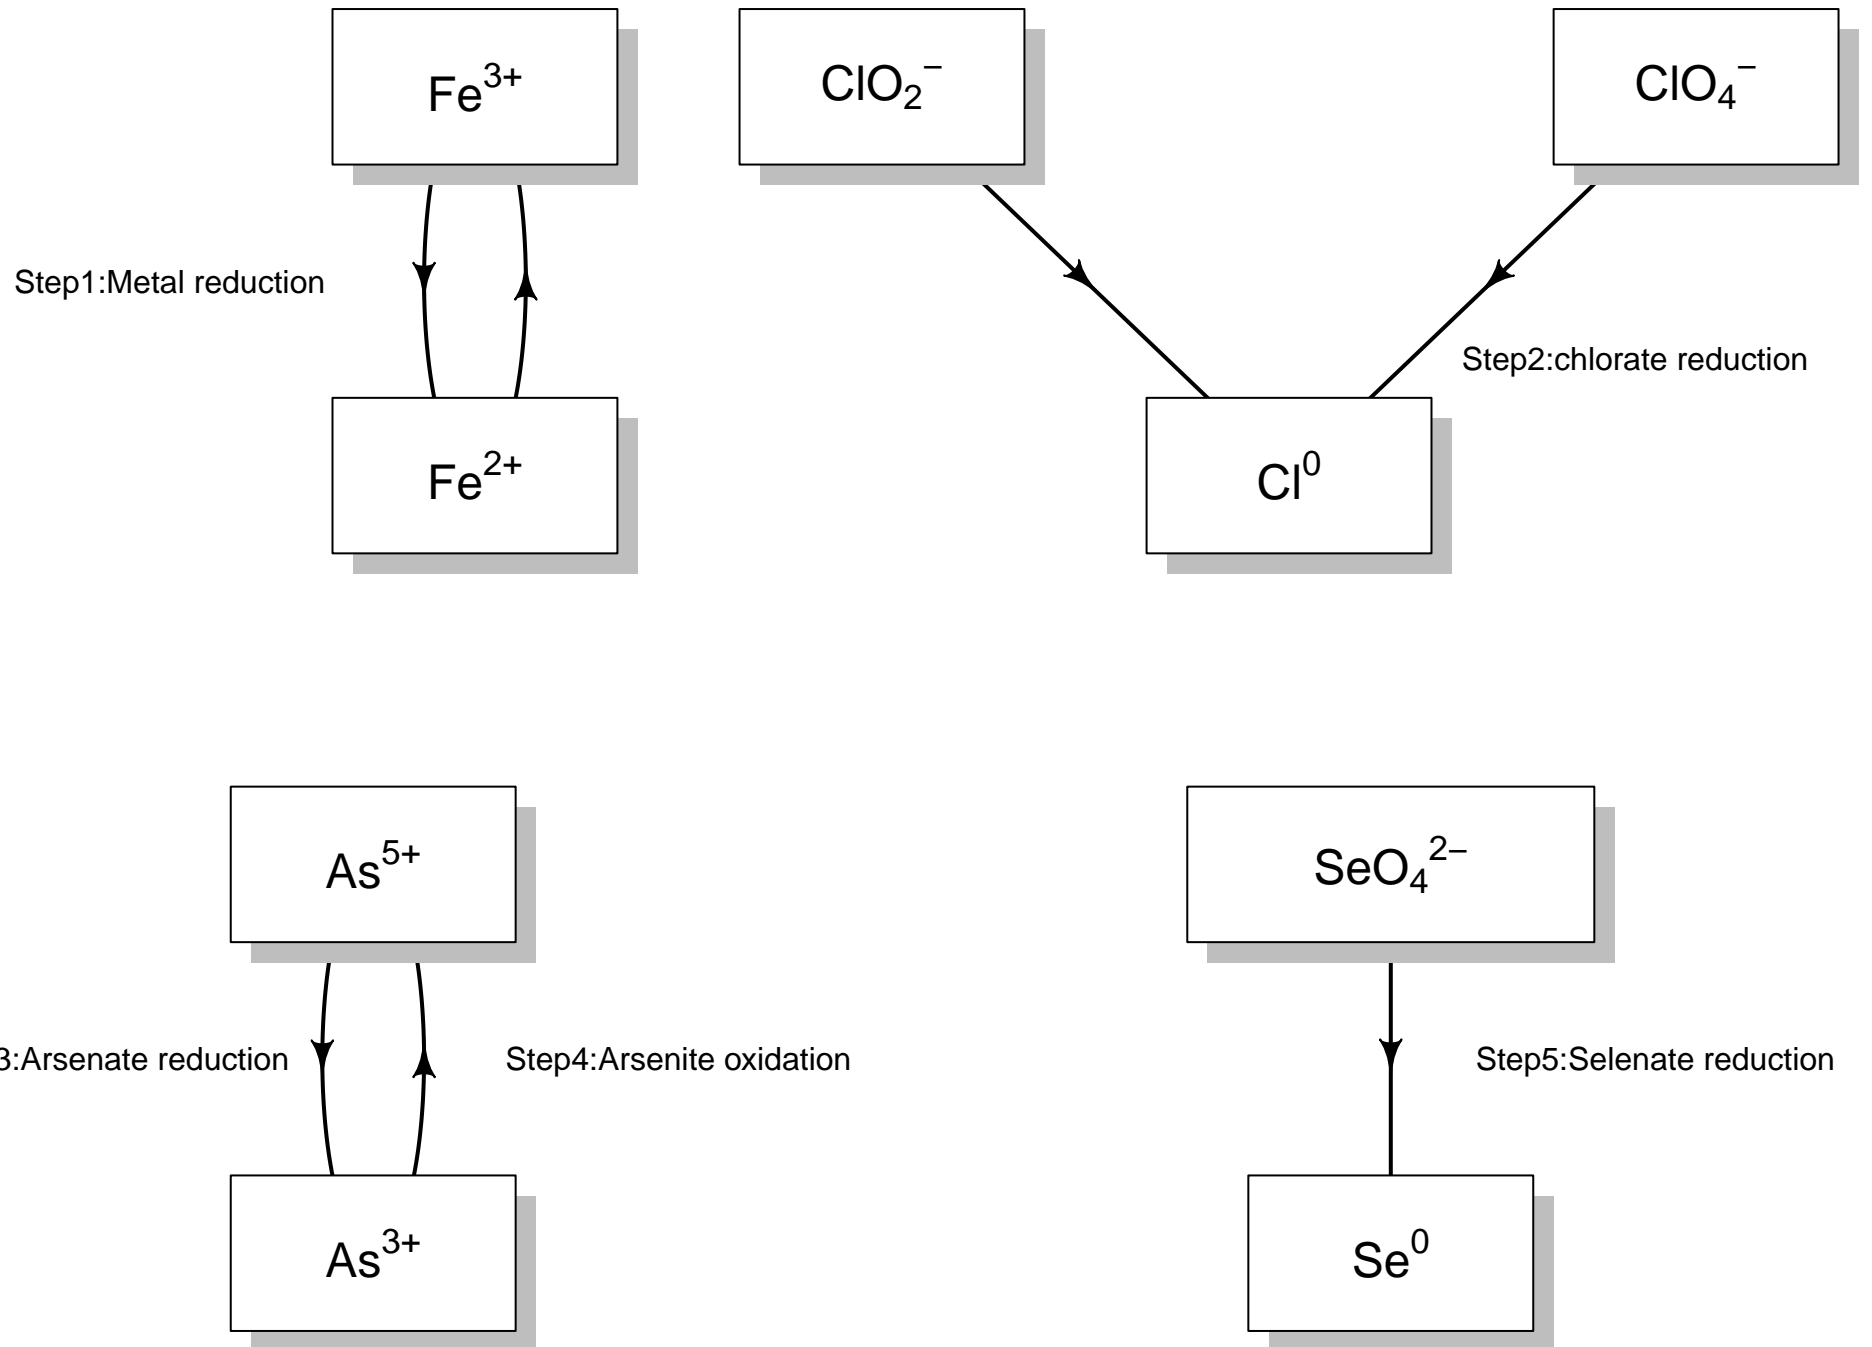 Fe³⁺
ClO₂⁻
ClO₄⁻
Step1:Metal reduction
Step2:chlorate reduction
Fe²⁺
Cl⁰
As⁵⁺
SeO₄²⁻
3:Arsenate reduction
Step4:Arsenite oxidation
Step5:Selenate reduction
As³⁺
Se⁰